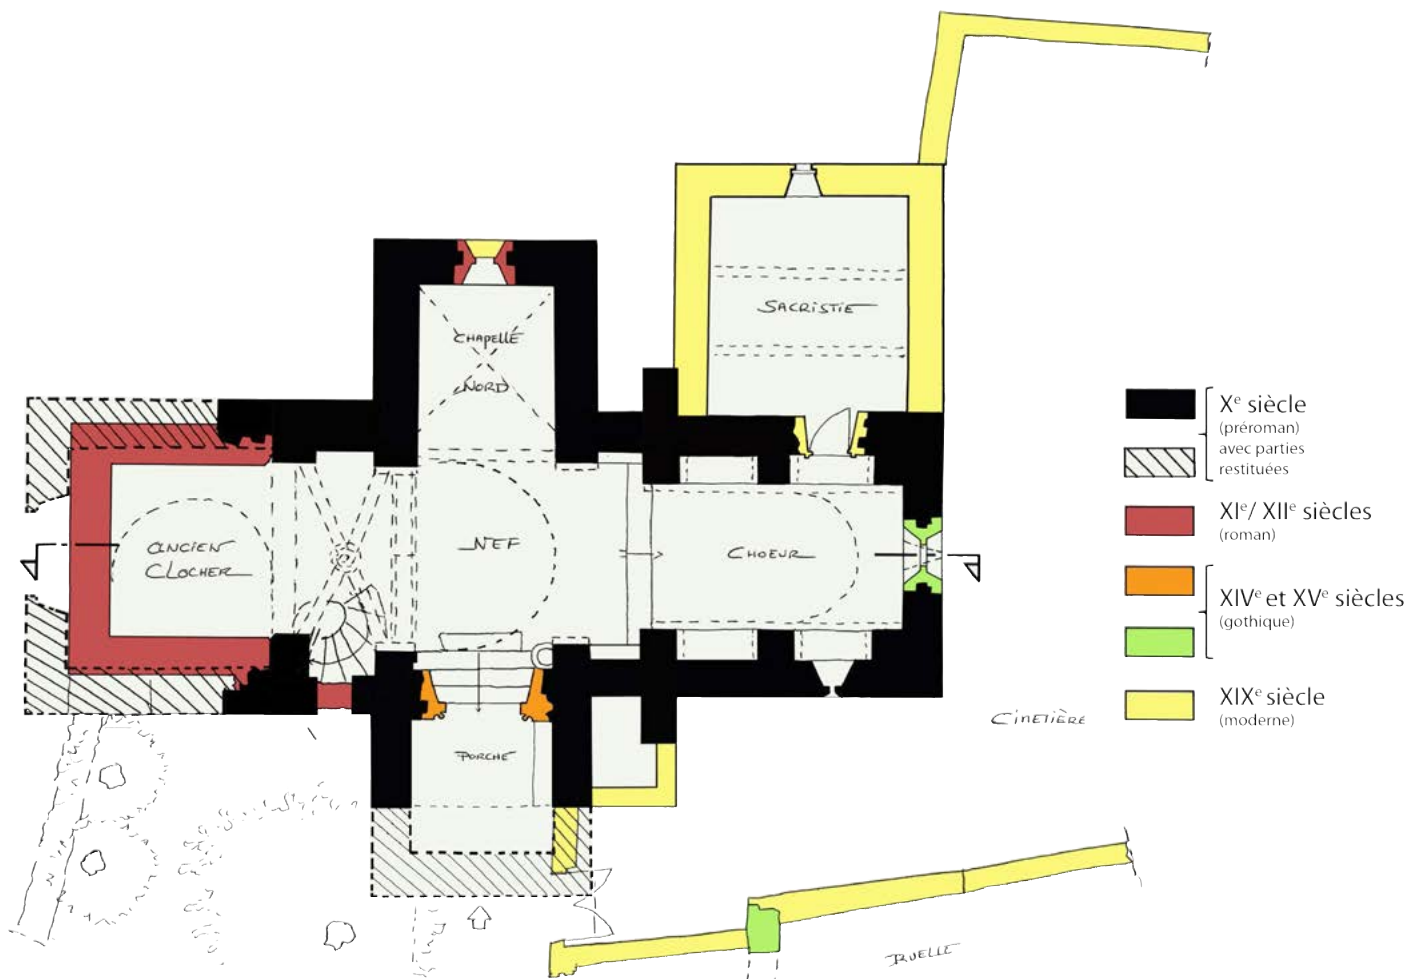 SACRISTIE
CHAPELLE
NORD
ANCIEN
CLOCHER
NEF
CHOEUR
PORCHE
CIMETIÈRE
RUELLE
Xe siècle
(préroman)
avec parties
restituées
XIe/ XIIe siècles
(roman)
XIVe et XVe siècles
(gothique)
XIXe siècle
(moderne)